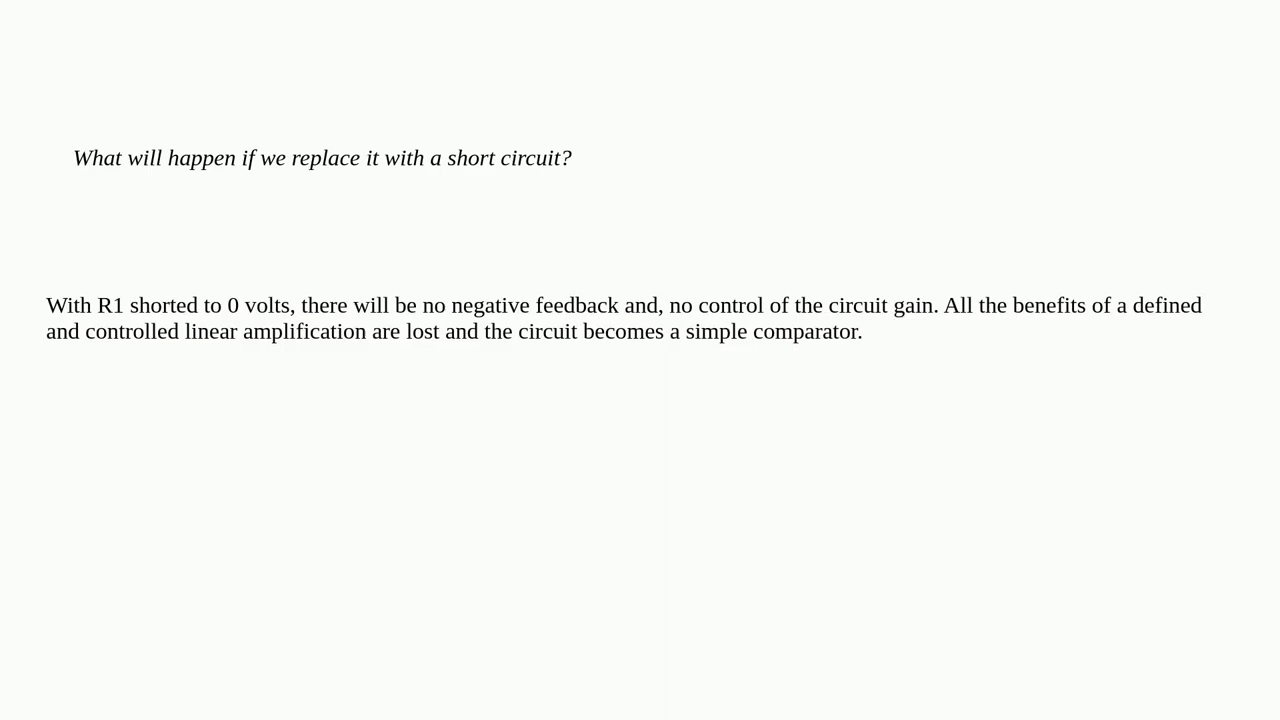 What will happen if we replace it with a short circuit?
With R1 shorted to 0 volts, there will be no negative feedback and, no control of the circuit gain. All the benefits of a defined
and controlled linear amplification are lost and the circuit becomes a simple comparator.